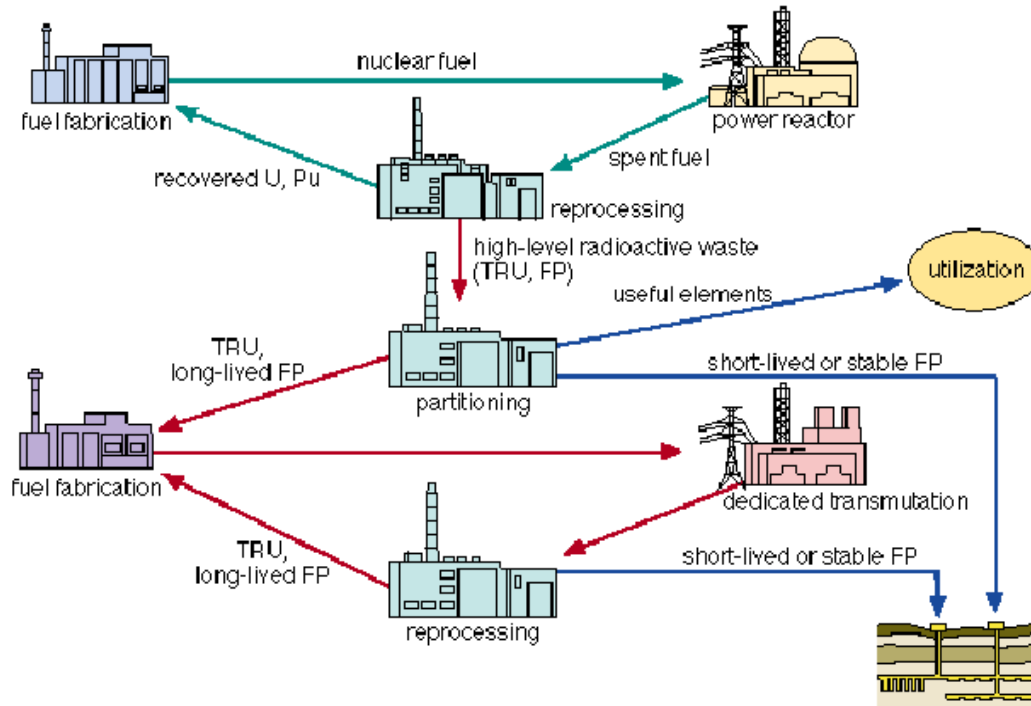 nuclear fuel
fuel fabrication
power reactor
spent fuel
recovered U, Pu
reprocessing
high-level radioactive waste
(TRU, FP)
utilization
useful elements
TRU,
long-lived FP
short-lived or stable FP
partitioning
fuel fabrication
dedicated transmutation
TRU,
long-lived FP
short-lived or stable FP
reprocessing